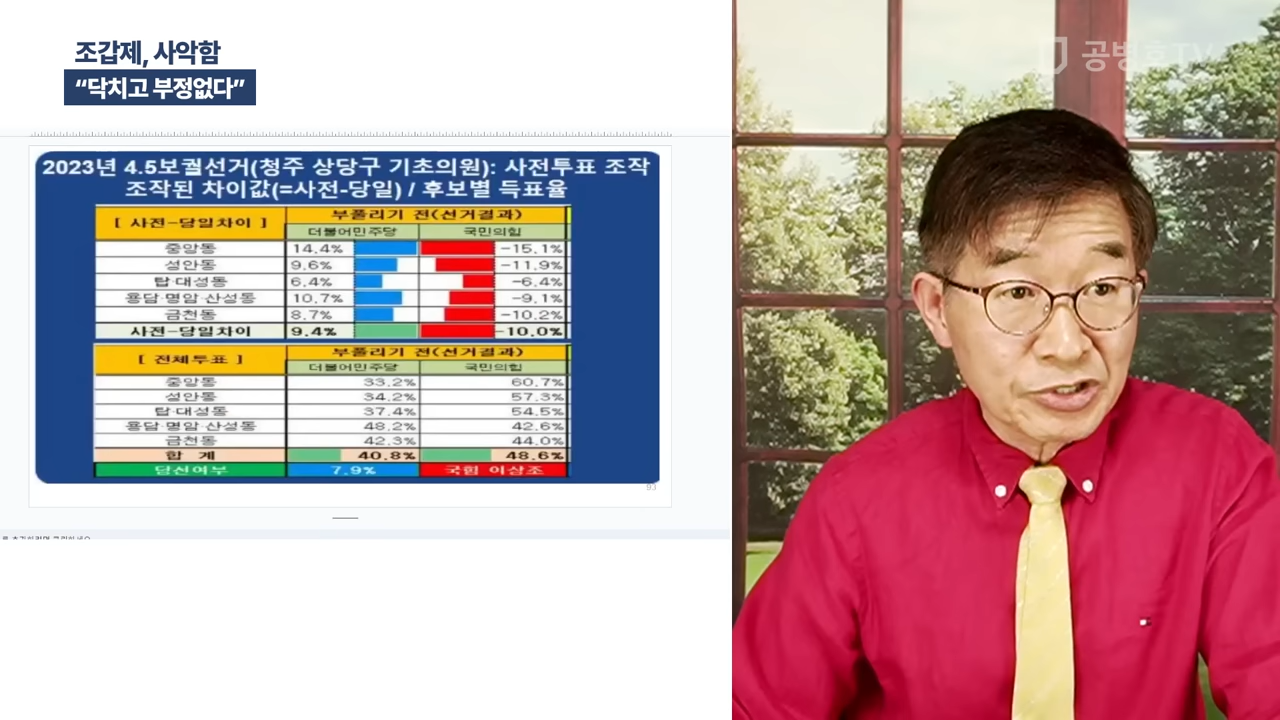 조갑제, 사악함
“닥치고 부정없다”
공병호TV
2023년 4.5보궐선거(청주 상당구 기초의원): 사전투표 조작
조작된 차이값(=사전-당일) / 후보별 득표율
[ 사전-당일차이 ] 부풀리기 전(선거결과)
더불어민주당 국민의힘
중앙동 14.4% -15.1%
성안동 9.6% -11.9%
탑·대성동 6.4% -6.4%
용담·명암·산성동 10.7% -9.1%
금천동 8.7% -10.2%
사전-당일차이 9.4% -10.0%
[ 전체투표 ] 부풀리기 전(선거결과)
더불어민주당 국민의힘
중앙동 33.2% 60.7%
성안동 34.2% 57.3%
탑·대성동 37.4% 54.5%
용담·명암·산성동 48.2% 42.6%
금천동 42.3% 44.0%
합 계 40.8% 48.6%
당선여부 7.9% 국힘 이상조
93